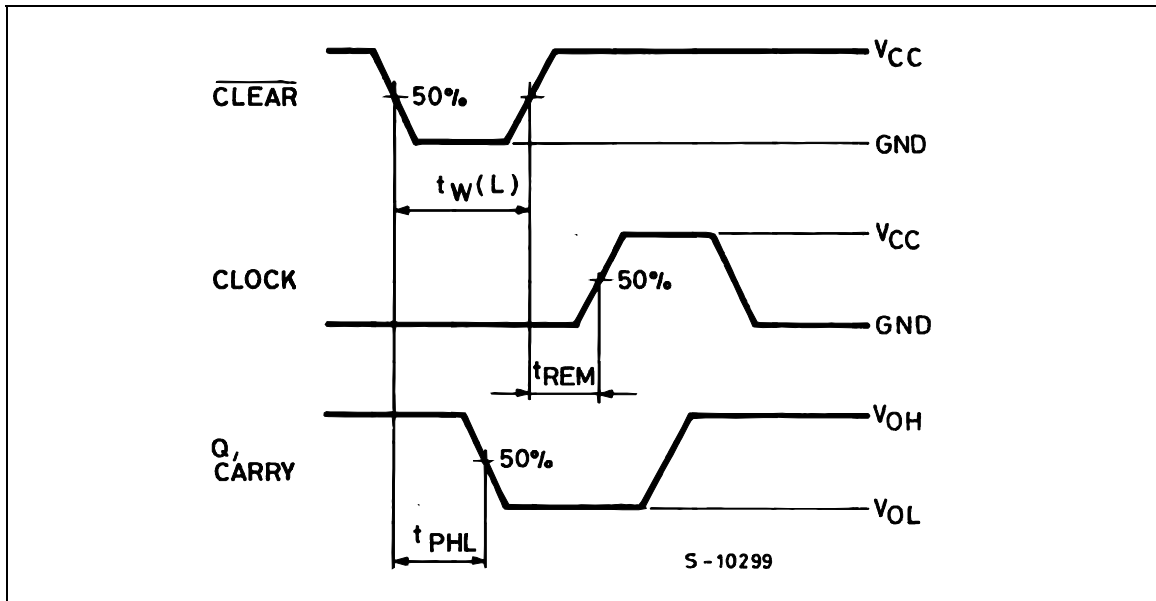 VCC
CLEAR
50%
GND
tW(L)
VCC
CLOCK
50%
GND
tREM
VOH
Q,
CARRY
50%
VOL
tPHL
S-10299